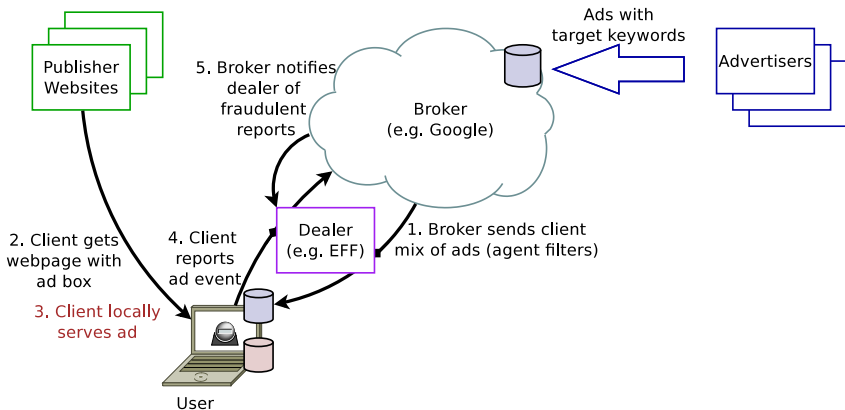 Publisher
Websites
5. Broker notifies
dealer of
fraudulent
reports
Broker
(e.g. Google)
Ads with
target keywords
Advertisers
2. Client gets
webpage with
ad box
3. Client locally
serves ad
4. Client
reports
ad event
Dealer
(e.g. EFF)
1. Broker sends client
mix of ads (agent filters)
User